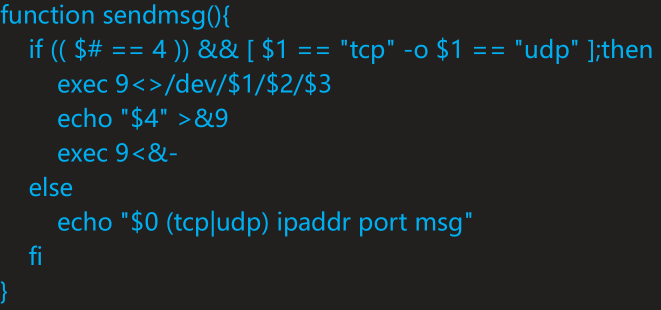 function sendmsg(){
if (( $# == 4 )) && [ $1 == "tcp" -o $1 == "udp" ];then
exec 9<>/dev/$1/$2/$3
echo "$4" >&9
exec 9<&-
else
echo "$0 (tcp|udp) ipaddr port msg"
fi
}